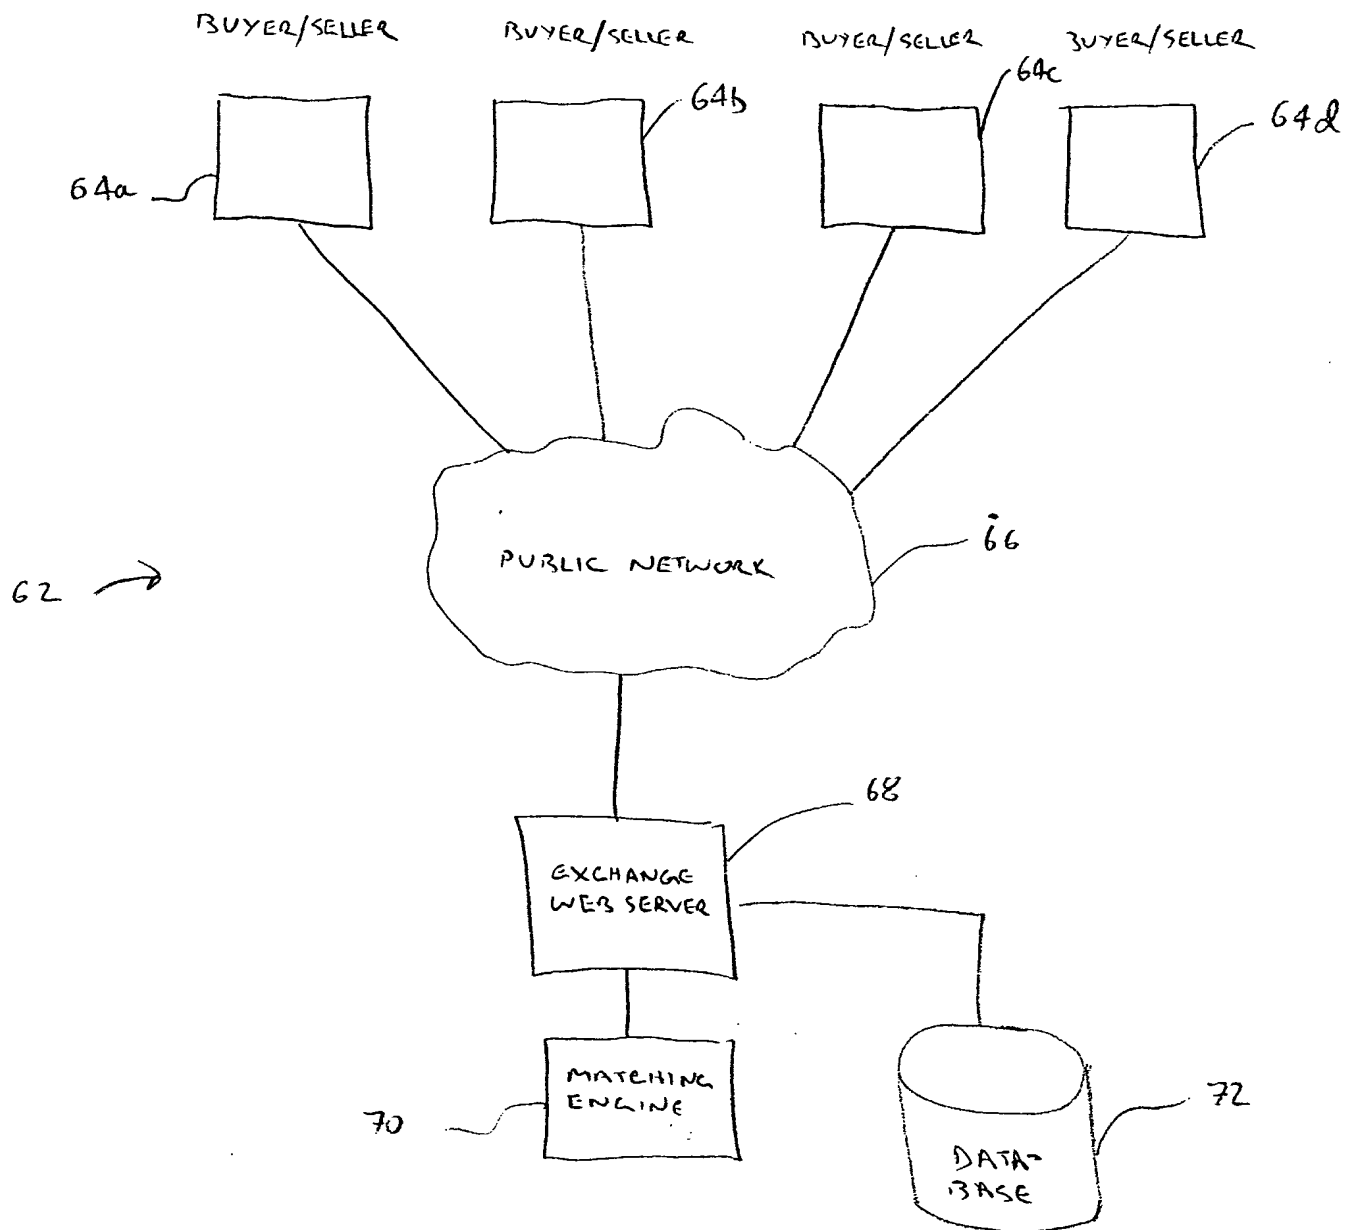 BUYER/SELLER
BUYER/SELLER
BUYER/SELLER
BUYER/SELLER
64a
64b
64c
64d
PUBLIC NETWORK
66
62
68
EXCHANGE
WEB SERVER
MATCHING
ENGINE
70
72
DATA-
BASE